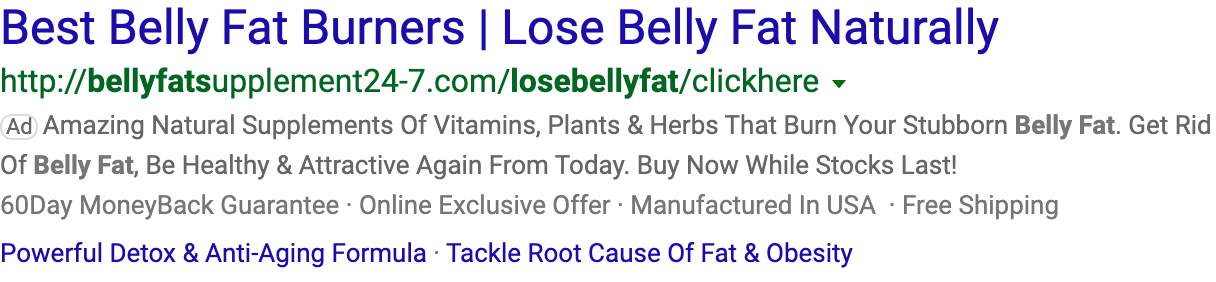 Best Belly Fat Burners | Lose Belly Fat Naturally
http://bellyfatsupplement24-7.com/losebellyfat/clickhere
Ad Amazing Natural Supplements Of Vitamins, Plants & Herbs That Burn Your Stubborn Belly Fat. Get Rid
Of Belly Fat, Be Healthy & Attractive Again From Today. Buy Now While Stocks Last!
60Day MoneyBack Guarantee · Online Exclusive Offer · Manufactured In USA · Free Shipping
Powerful Detox & Anti-Aging Formula · Tackle Root Cause Of Fat & Obesity